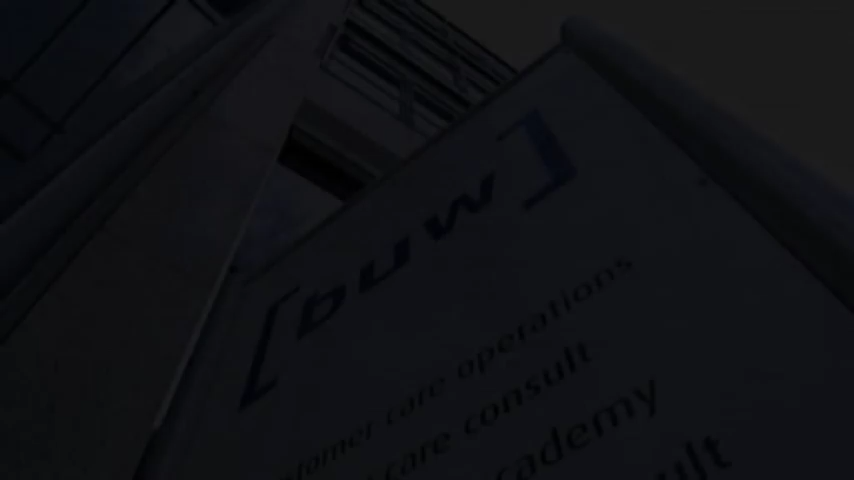 [buw]
customer care operations
care consult
academy
ult